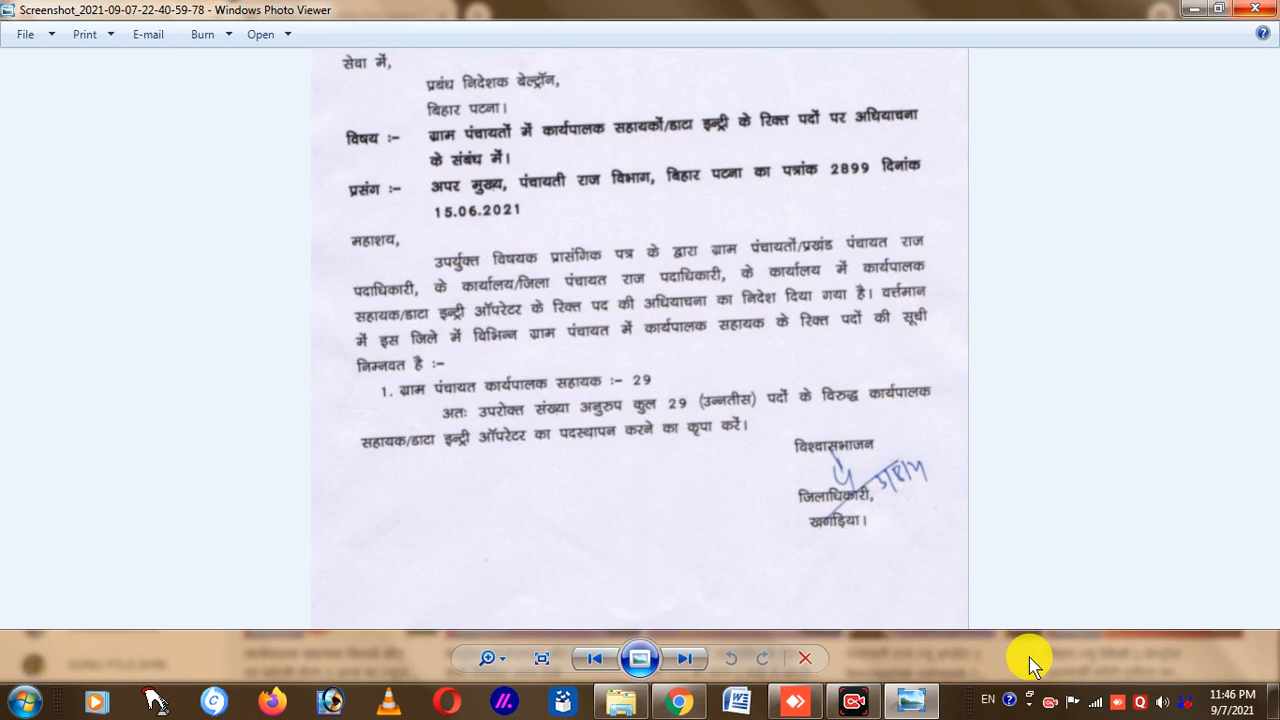 Screenshot_2021-09-07-22-40-59-78 - Windows Photo Viewer
File Print E-mail Burn Open
सेवा में,
प्रबंध निदेशक बेल्ट्रॉन,
बिहार पटना।
विषय :– ग्राम पंचायतों में कार्यपालक सहायकों/डाटा इन्ट्री के रिक्त पदों पर अधियाचना
के संबंध में।
प्रसंग :– अपर मुख्य, पंचायती राज विभाग, बिहार पटना का पत्रांक 2899 दिनांक
15.06.2021
महाशय,
उपर्युक्त विषयक प्रासंगिक पत्र के द्वारा ग्राम पंचायतों/प्रखंड पंचायत राज
पदाधिकारी, के कार्यालय/जिला पंचायत राज पदाधिकारी, के कार्यालय में कार्यपालक
सहायक/डाटा इन्ट्री ऑपरेटर के रिक्त पद की अधियाचना का निदेश दिया गया है। वर्त्तमान
में इस जिले में विभिन्न ग्राम पंचायत में कार्यपालक सहायक के रिक्त पदों की सूची
निम्नवत है :–
1. ग्राम पंचायत कार्यपालक सहायक :– 29
अतः उपरोक्त संख्या अनुरुप कुल 29 (उन्नतीस) पदों के विरुद्ध कार्यपालक
सहायक/डाटा इन्ट्री ऑपरेटर का पदस्थापन करने का कृपा करें।
विश्वासभाजन
जिलाधिकारी,
खगड़िया।
EN
11:46 PM
9/7/2021